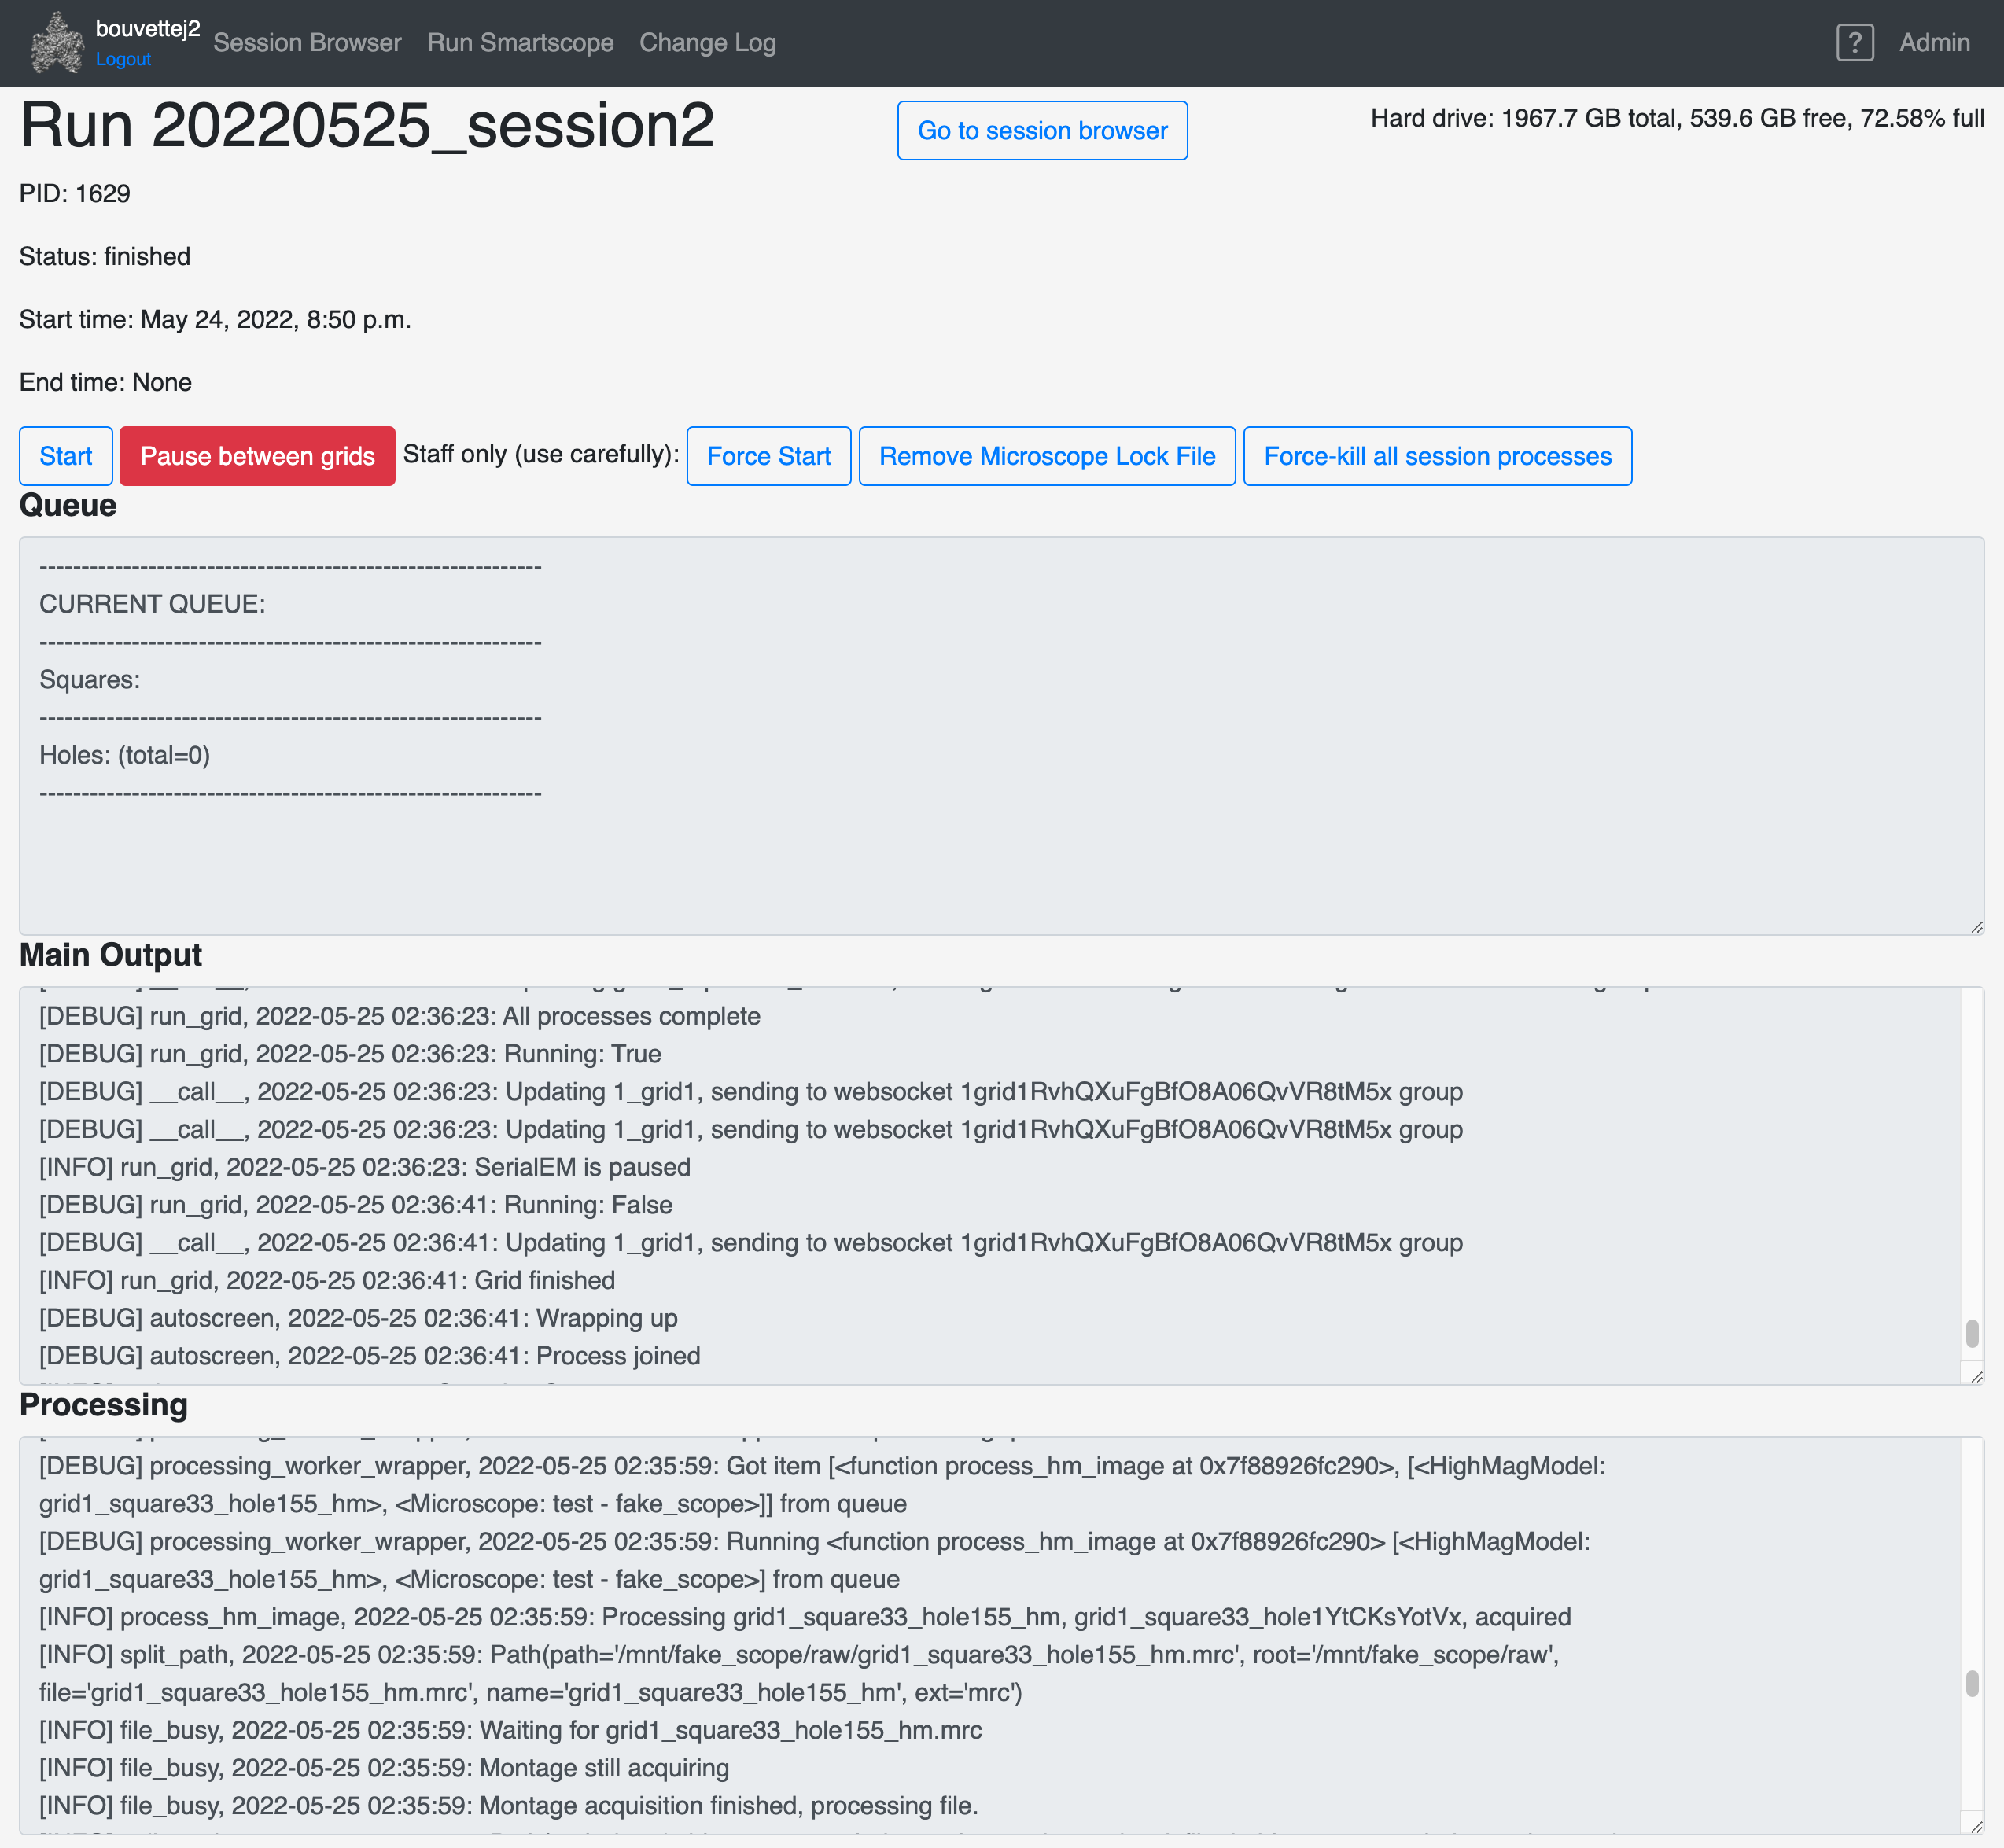 bouvettej2
Logout
Session Browser Run Smartscope Change Log
? Admin
Run 20220525_session2
Go to session browser
Hard drive: 1967.7 GB total, 539.6 GB free, 72.58% full
PID: 1629
Status: finished
Start time: May 24, 2022, 8:50 p.m.
End time: None
Start Pause between grids Staff only (use carefully): Force Start Remove Microscope Lock File Force-kill all session processes
Queue
------------------------------------------------------------
CURRENT QUEUE:
------------------------------------------------------------
Squares:
------------------------------------------------------------
Holes: (total=0)
------------------------------------------------------------
Main Output
[DEBUG] run_grid, 2022-05-25 02:36:23: All processes complete
[DEBUG] run_grid, 2022-05-25 02:36:23: Running: True
[DEBUG] __call__, 2022-05-25 02:36:23: Updating 1_grid1, sending to websocket 1grid1RvhQXuFgBfO8A06QvVR8tM5x group
[DEBUG] __call__, 2022-05-25 02:36:23: Updating 1_grid1, sending to websocket 1grid1RvhQXuFgBfO8A06QvVR8tM5x group
[INFO] run_grid, 2022-05-25 02:36:23: SerialEM is paused
[DEBUG] run_grid, 2022-05-25 02:36:41: Running: False
[DEBUG] __call__, 2022-05-25 02:36:41: Updating 1_grid1, sending to websocket 1grid1RvhQXuFgBfO8A06QvVR8tM5x group
[INFO] run_grid, 2022-05-25 02:36:41: Grid finished
[DEBUG] autoscreen, 2022-05-25 02:36:41: Wrapping up
[DEBUG] autoscreen, 2022-05-25 02:36:41: Process joined
Processing
[DEBUG] processing_worker_wrapper, 2022-05-25 02:35:59: Got item [<function process_hm_image at 0x7f88926fc290>, [<HighMagModel:
grid1_square33_hole155_hm>, <Microscope: test - fake_scope>]] from queue
[DEBUG] processing_worker_wrapper, 2022-05-25 02:35:59: Running <function process_hm_image at 0x7f88926fc290> [<HighMagModel:
grid1_square33_hole155_hm>, <Microscope: test - fake_scope>] from queue
[INFO] process_hm_image, 2022-05-25 02:35:59: Processing grid1_square33_hole155_hm, grid1_square33_hole1YtCKsYotVx, acquired
[INFO] split_path, 2022-05-25 02:35:59: Path(path='/mnt/fake_scope/raw/grid1_square33_hole155_hm.mrc', root='/mnt/fake_scope/raw',
file='grid1_square33_hole155_hm.mrc', name='grid1_square33_hole155_hm', ext='mrc')
[INFO] file_busy, 2022-05-25 02:35:59: Waiting for grid1_square33_hole155_hm.mrc
[INFO] file_busy, 2022-05-25 02:35:59: Montage still acquiring
[INFO] file_busy, 2022-05-25 02:35:59: Montage acquisition finished, processing file.